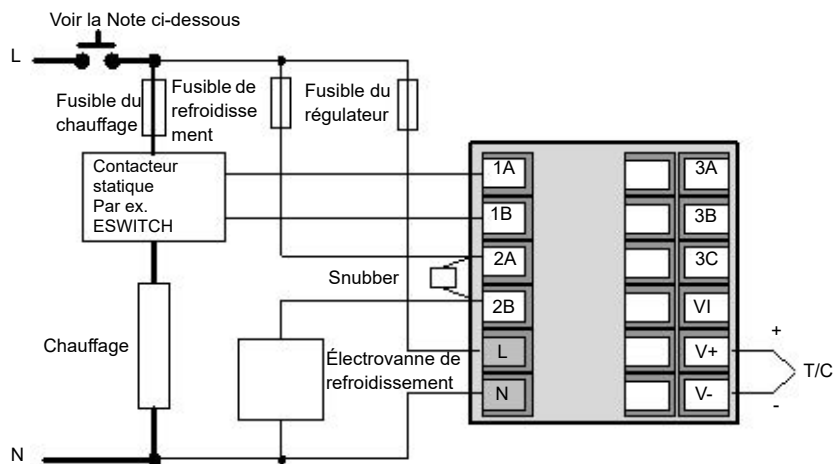 Voir la Note ci-dessous
L
Fusible du
chauffage
Fusible de
refroidisse
ment
Fusible du
régulateur
Contacteur
statique
Par ex.
ESWITCH
1A
3A
1B
3B
2A
3C
Snubber
2B
VI
Chauffage
Électrovanne de
refroidissement
L
V+
+
T/C
N
V-
-
N